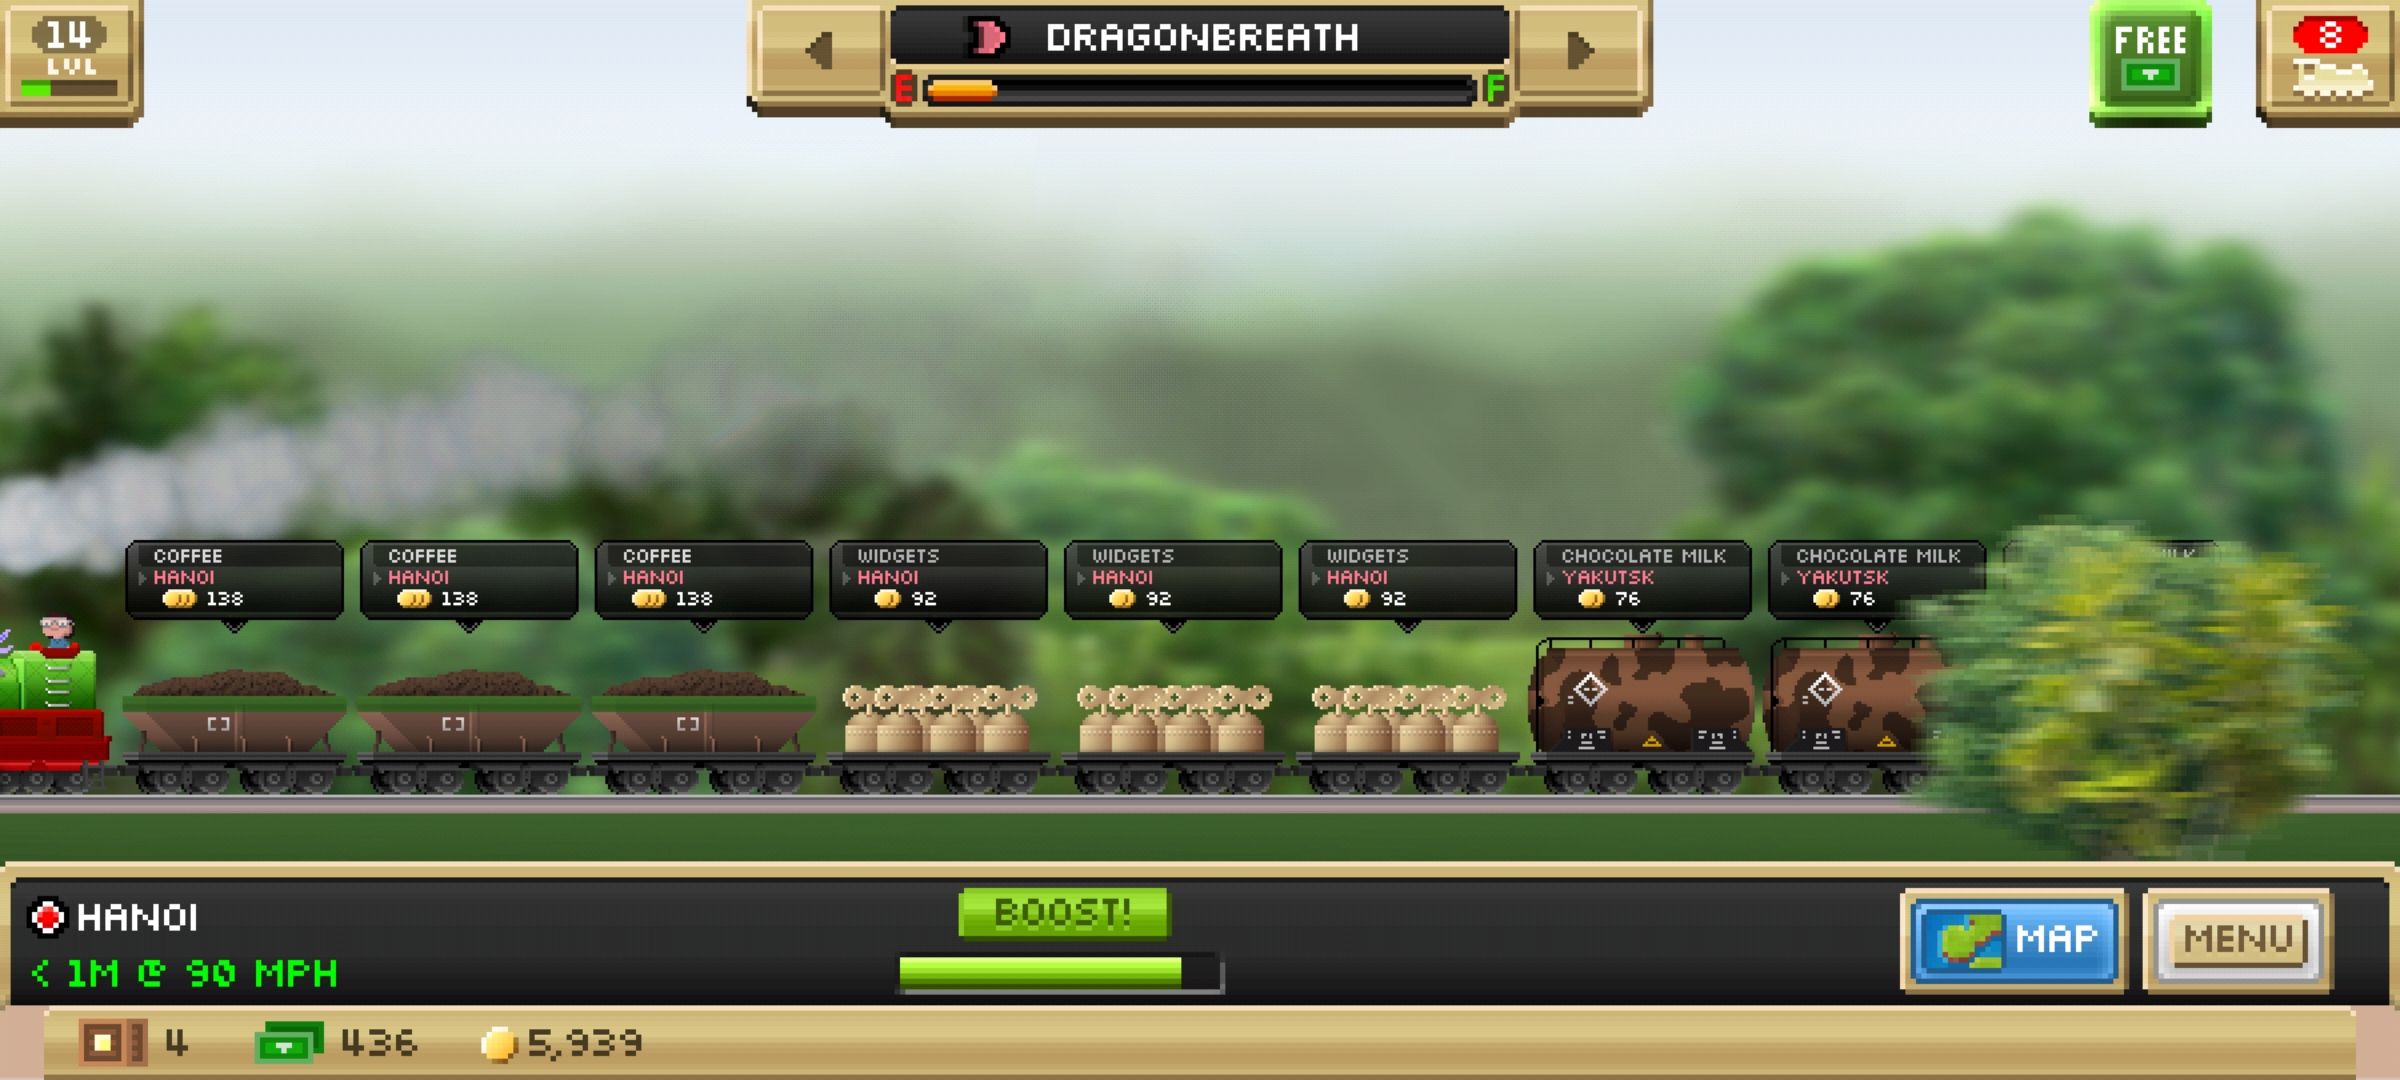 14
LVL
DRAGONBREATH
E F
FREE
8
COFFEE
HANOI
138
COFFEE
HANOI
138
COFFEE
HANOI
138
WIDGETS
HANOI
92
WIDGETS
HANOI
92
WIDGETS
HANOI
92
CHOCOLATE MILK
YAKUTSK
76
CHOCOLATE MILK
YAKUTSK
76
HANOI
< 1M @ 90 MPH
BOOST!
MAP
MENU
4
436
5,939